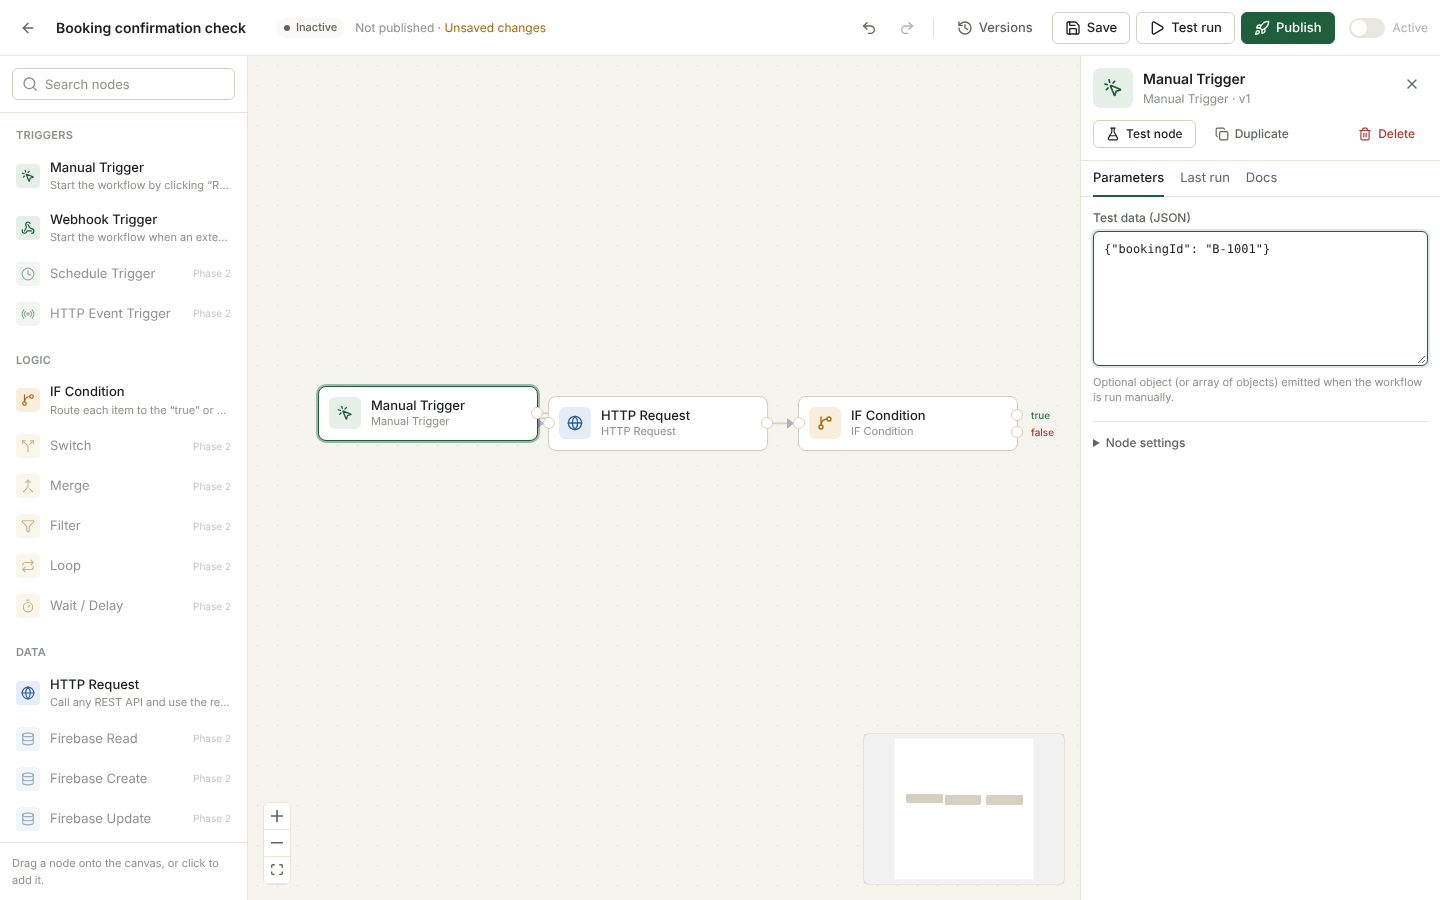 Booking confirmation check
Inactive
Not published · Unsaved changes
Versions
Save
Test run
Publish
Active
Search nodes
TRIGGERS
Manual Trigger
Start the workflow by clicking “R...
Webhook Trigger
Start the workflow when an exte...
Schedule Trigger
Phase 2
HTTP Event Trigger
Phase 2
LOGIC
IF Condition
Route each item to the “true” or ...
Switch
Phase 2
Merge
Phase 2
Filter
Phase 2
Loop
Phase 2
Wait / Delay
Phase 2
DATA
HTTP Request
Call any REST API and use the re...
Firebase Read
Phase 2
Firebase Create
Phase 2
Firebase Update
Phase 2
Drag a node onto the canvas, or click to
add it.
Manual Trigger
Manual Trigger
HTTP Request
HTTP Request
IF Condition
IF Condition
true
false
Manual Trigger
Manual Trigger · v1
Test node
Duplicate
Delete
Parameters
Last run
Docs
Test data (JSON)
{"bookingId": "B-1001"}
Optional object (or array of objects) emitted when the workflow
is run manually.
Node settings